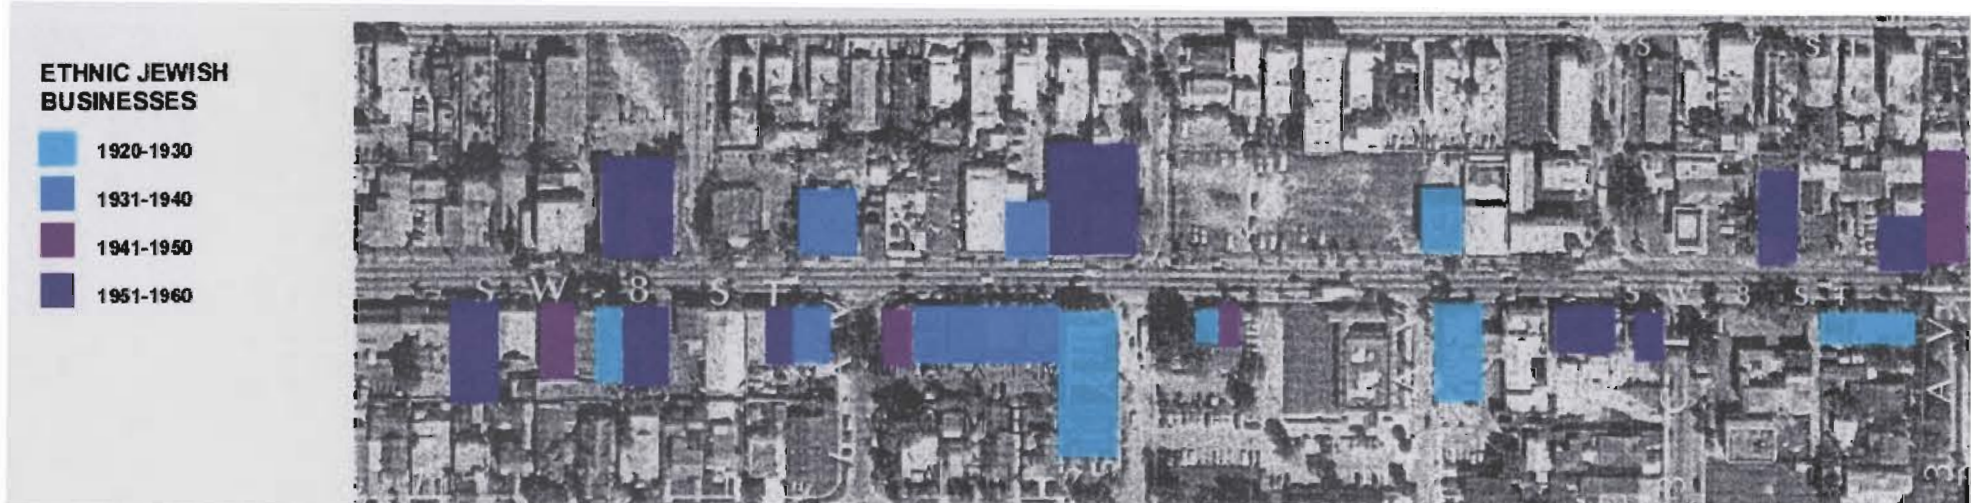 ETHNIC JEWISH
BUSINESSES
1920-1930
1931-1940
1941-1950
1951-1960
S W 8 S T
S W 8 S T